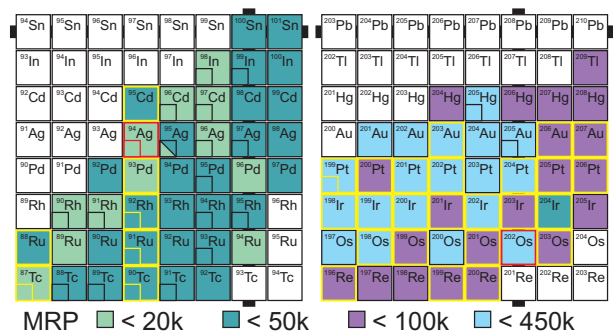 94Sn 95Sn 96Sn 97Sn 98Sn 99Sn 100Sn 101Sn 203Pb 204Pb 205Pb 206Pb 207Pb 208Pb 209Pb 210Pb
93In 94In 95In 96In 97In 98In 99In 100In 202Tl 203Tl 204Tl 205Tl 206Tl 207Tl 208Tl 209Tl
92Cd 93Cd 94Cd 95Cd 96Cd 97Cd 98Cd 99Cd 201Hg 202Hg 203Hg 204Hg 205Hg 206Hg 207Hg 208Hg
91Ag 92Ag 93Ag 94Ag 95Ag 96Ag 97Ag 98Ag 200Au 201Au 202Au 203Au 204Au 205Au 206Au 207Au
90Pd 91Pd 92Pd 93Pd 94Pd 95Pd 96Pd 97Pd 199Pt 200Pt 201Pt 202Pt 203Pt 204Pt 205Pt 206Pt
89Rh 90Rh 91Rh 92Rh 93Rh 94Rh 95Rh 96Rh 198Ir 199Ir 200Ir 201Ir 202Ir 203Ir 204Ir 205Ir
88Ru 89Ru 90Ru 91Ru 92Ru 93Ru 94Ru 95Ru 197Os 198Os 199Os 200Os 201Os 202Os 203Os 204Os
87Tc 88Tc 89Tc 90Tc 91Tc 92Tc 93Tc 94Tc 196Re 198Re 199Re 200Re 201Re 202Re 203Re
MRP < 20k < 50k < 100k < 450k